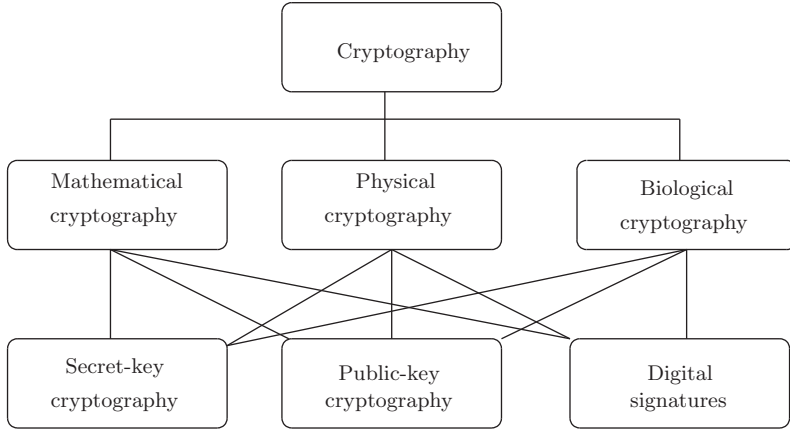 Cryptography
Mathematical
cryptography
Physical
cryptography
Biological
cryptography
Secret-key
cryptography
Public-key
cryptography
Digital
signatures